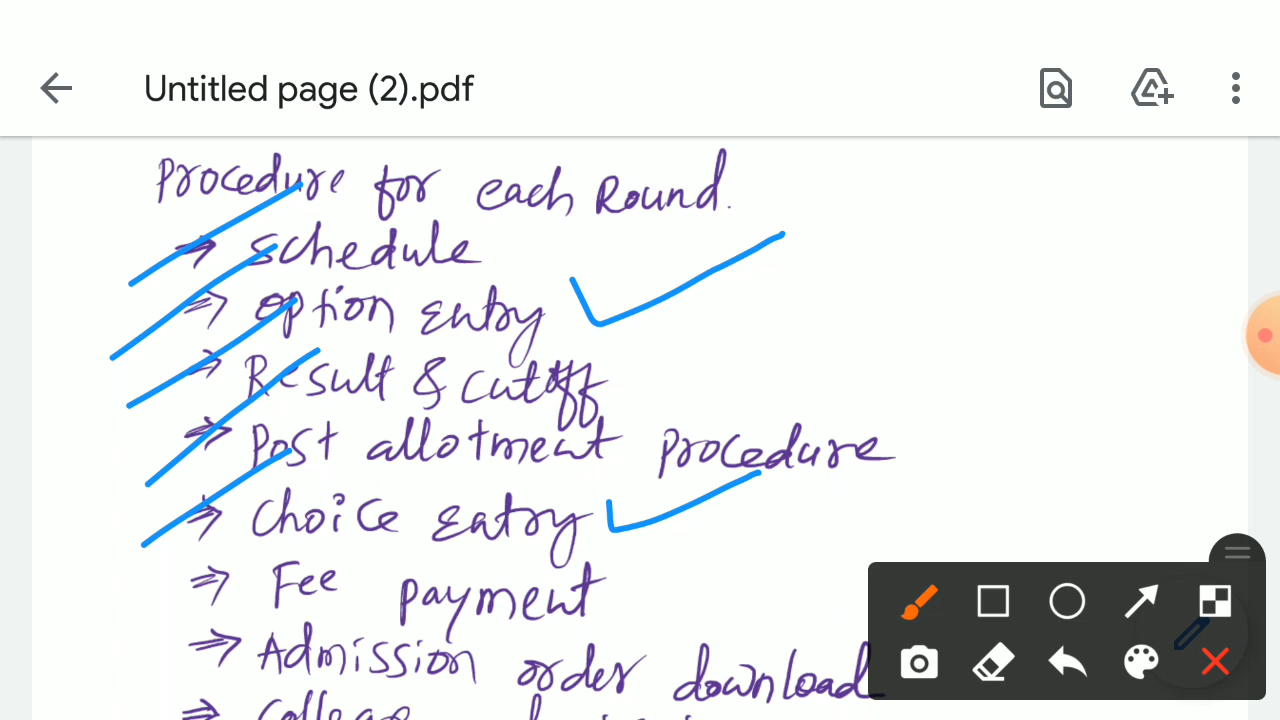 Untitled page (2).pdf
Procedure for each Round.
⇒ Schedule
⇒ option Entry
⇒ Result & Cutoff
⇒ Post allotment procedure
⇒ Choice Entry
⇒ Fee payment
⇒ Admission order download
⇒ College